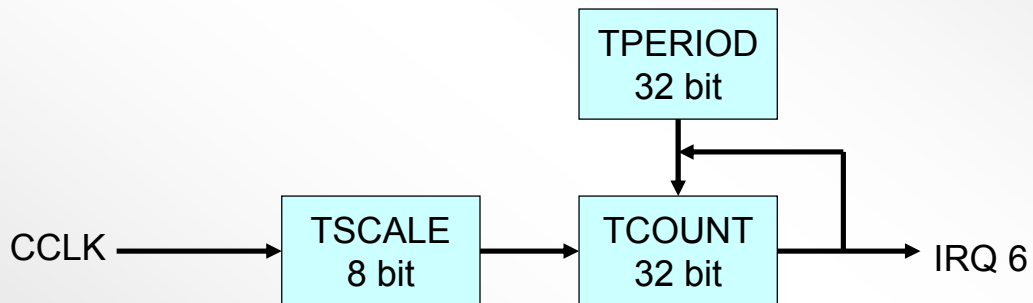 TPERIOD
32 bit
CCLK
TSCALE
8 bit
TCOUNT
32 bit
IRQ 6